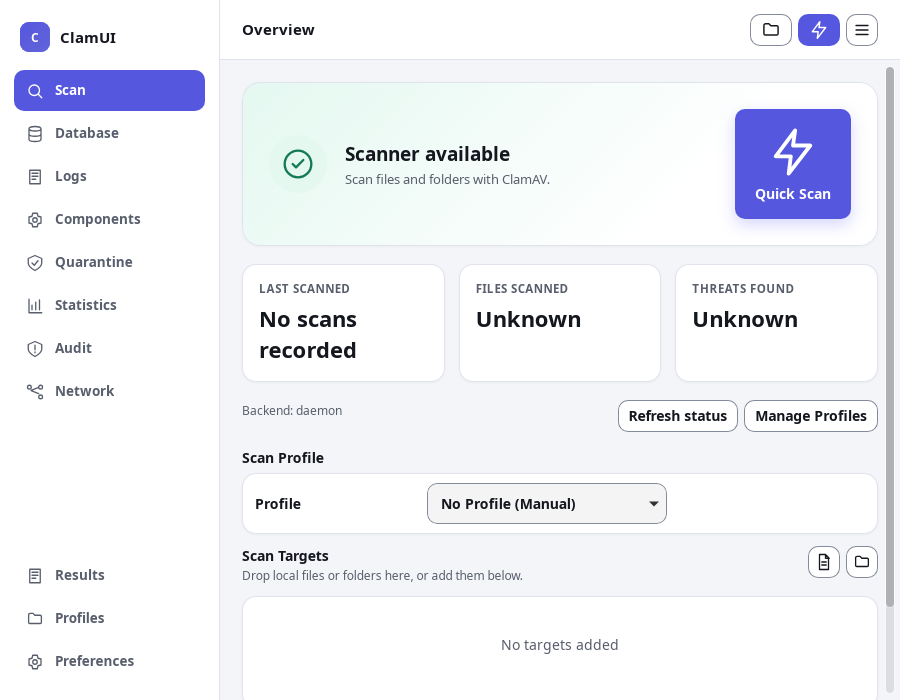 C ClamUI
Overview
Scan
Database
Logs
Components
Quarantine
Statistics
Audit
Network
Results
Profiles
Preferences
Scanner available
Scan files and folders with ClamAV.
Quick Scan
LAST SCANNED
No scans
recorded
FILES SCANNED
Unknown
THREATS FOUND
Unknown
Backend: daemon
Refresh status
Manage Profiles
Scan Profile
Profile
No Profile (Manual)
Scan Targets
Drop local files or folders here, or add them below.
No targets added